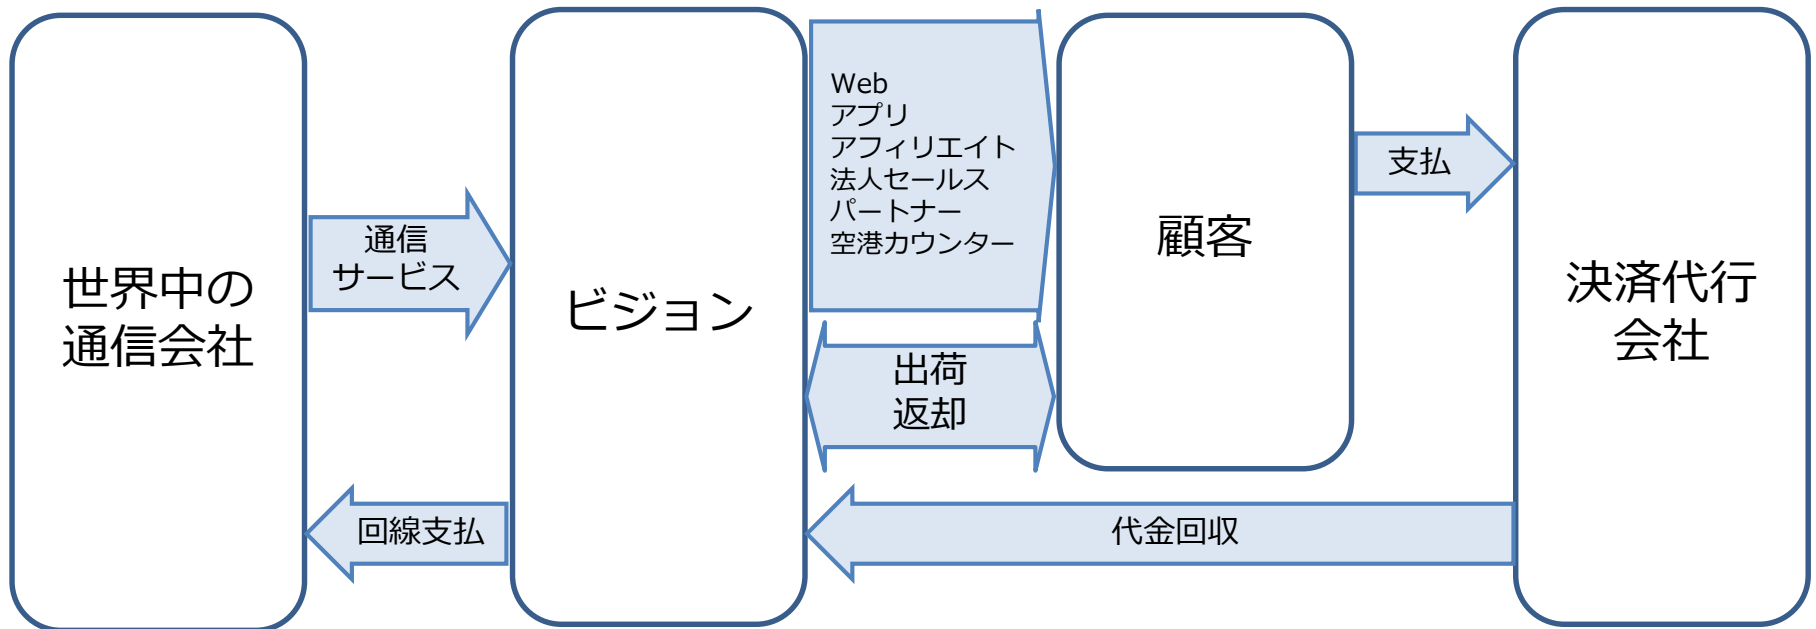 世界中の
通信会社
通信
サービス
回線支払
ビジョン
Web
アプリ
アフィリエイト
法人セールス
パートナー
空港カウンター
出荷
返却
顧客
支払
代金回収
決済代行
会社